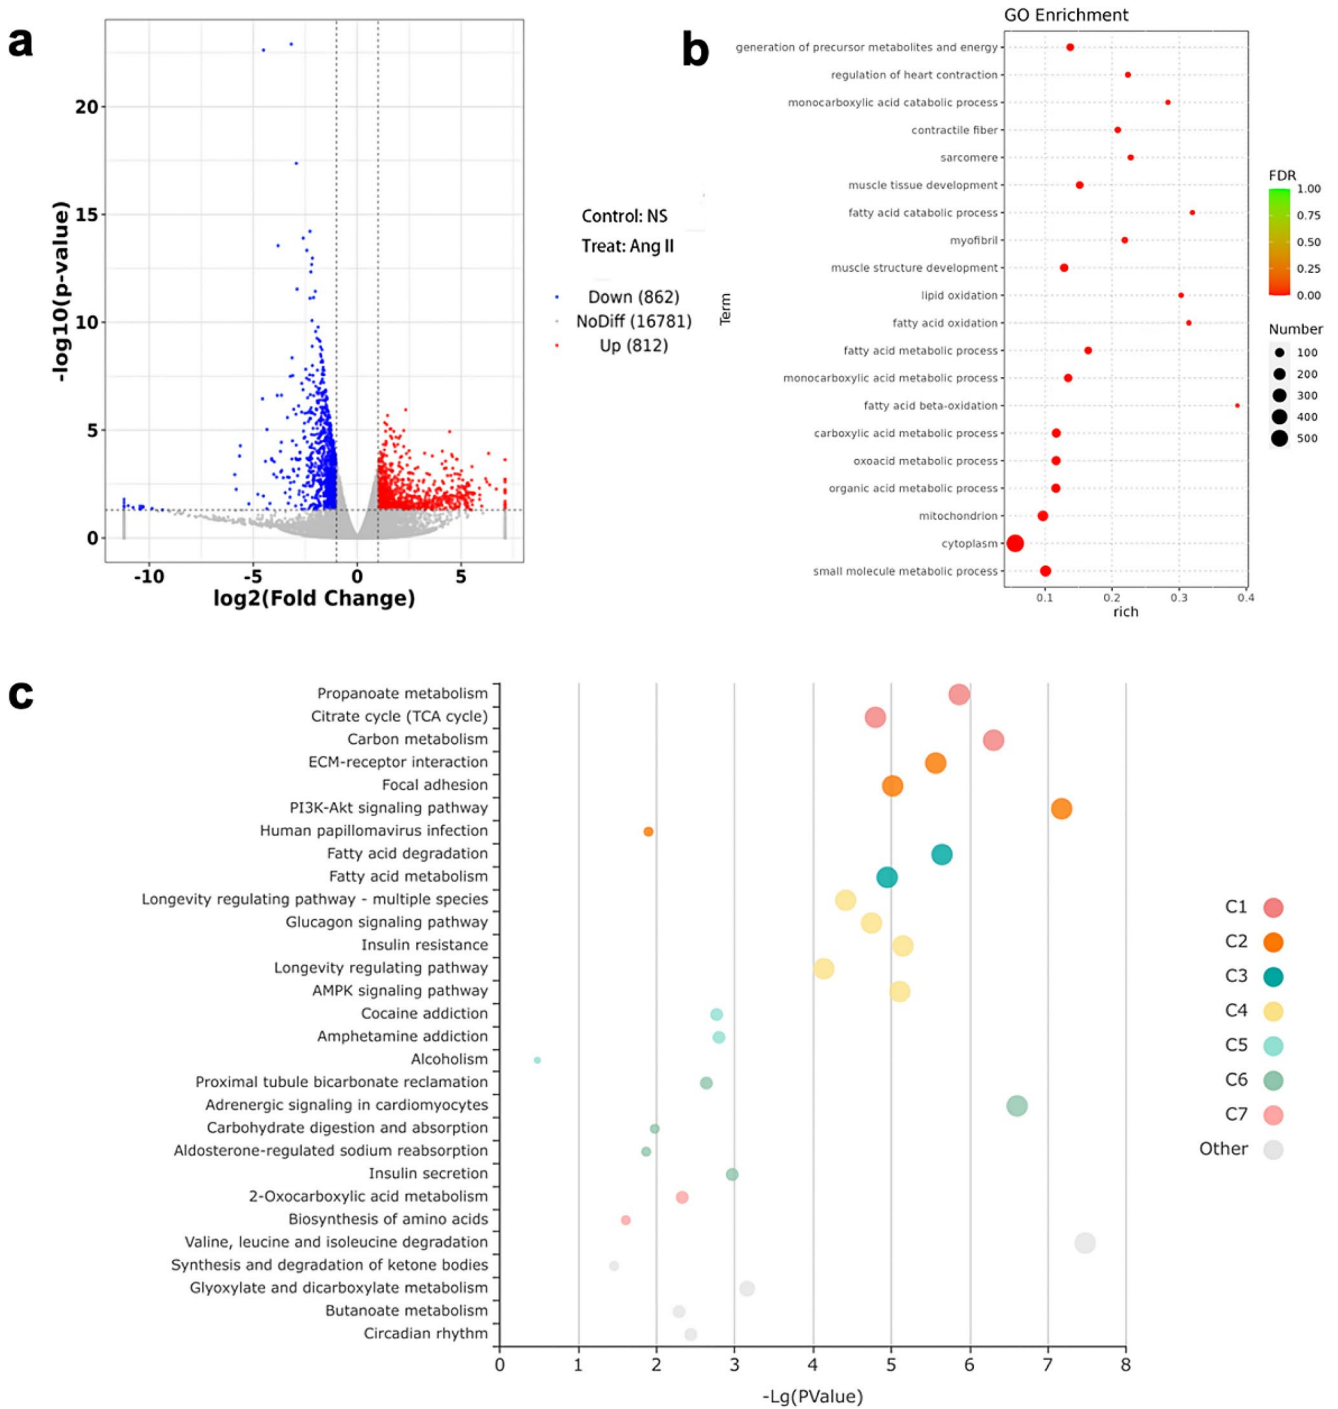 a
20
15
10
5
0
-log10(p-value)
-10
-5
0
5
log2(Fold Change)
Control: NS
Treat: Ang II
Down (862)
NoDiff (16781)
Up (812)
b
GO Enrichment
generation of precursor metabolites and energy
regulation of heart contraction
monocarboxylic acid catabolic process
contractile fiber
sarcomere
muscle tissue development
fatty acid catabolic process
myofibril
muscle structure development
lipid oxidation
fatty acid oxidation
fatty acid metabolic process
monocarboxylic acid metabolic process
fatty acid beta-oxidation
carboxylic acid metabolic process
oxoacid metabolic process
organic acid metabolic process
mitochondrion
cytoplasm
small molecule metabolic process
Term
0.1
0.2
0.3
0.4
rich
FDR
1.00
0.75
0.50
0.25
0.00
Number
100
200
300
400
500
c
Propanoate metabolism
Citrate cycle (TCA cycle)
Carbon metabolism
ECM-receptor interaction
Focal adhesion
PI3K-Akt signaling pathway
Human papillomavirus infection
Fatty acid degradation
Fatty acid metabolism
Longevity regulating pathway - multiple species
Glucagon signaling pathway
Insulin resistance
Longevity regulating pathway
AMPK signaling pathway
Cocaine addiction
Amphetamine addiction
Alcoholism
Proximal tubule bicarbonate reclamation
Adrenergic signaling in cardiomyocytes
Carbohydrate digestion and absorption
Aldosterone-regulated sodium reabsorption
Insulin secretion
2-Oxocarboxylic acid metabolism
Biosynthesis of amino acids
Valine, leucine and isoleucine degradation
Synthesis and degradation of ketone bodies
Glyoxylate and dicarboxylate metabolism
Butanoate metabolism
Circadian rhythm
0
1
2
3
4
5
6
7
8
-Lg(PValue)
C1
C2
C3
C4
C5
C6
C7
Other